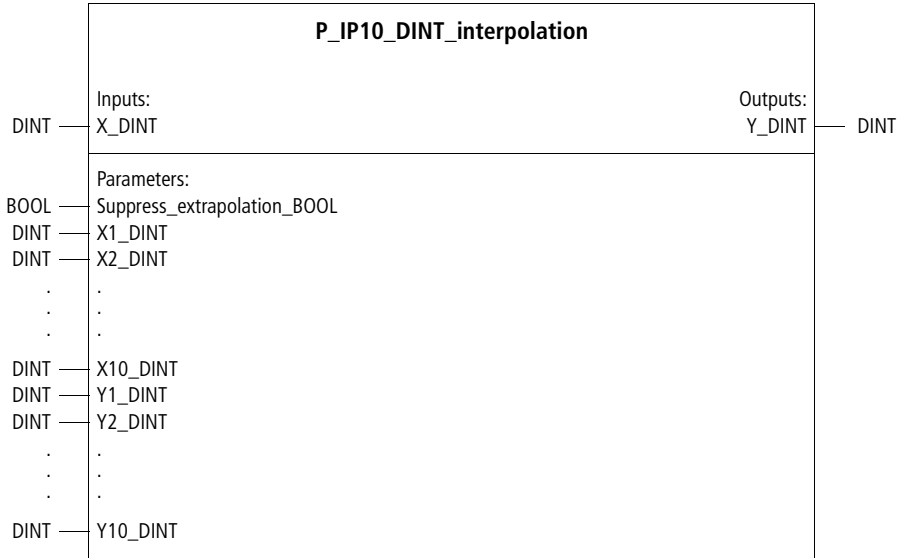 P_IP10_DINT_interpolation
Inputs: Outputs:
DINT X_DINT Y_DINT DINT
Parameters:
BOOL Suppress_extrapolation_BOOL
DINT X1_DINT
DINT X2_DINT
. .
. .
. .
DINT X10_DINT
DINT Y1_DINT
DINT Y2_DINT
. .
. .
. .
DINT Y10_DINT